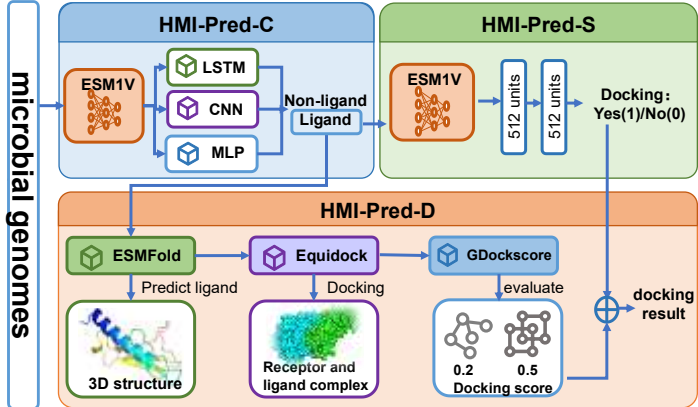 microbial genomes
HMI-Pred-C
ESM1V
LSTM
CNN
MLP
Non-ligand
Ligand
HMI-Pred-S
ESM1V
512 units
512 units
Docking:
Yes(1)/No(0)
HMI-Pred-D
ESMFold
Equidock
GDockscore
Predict ligand
Docking
evaluate
3D structure
Receptor and
ligand complex
0.2
0.5
Docking score
docking
result